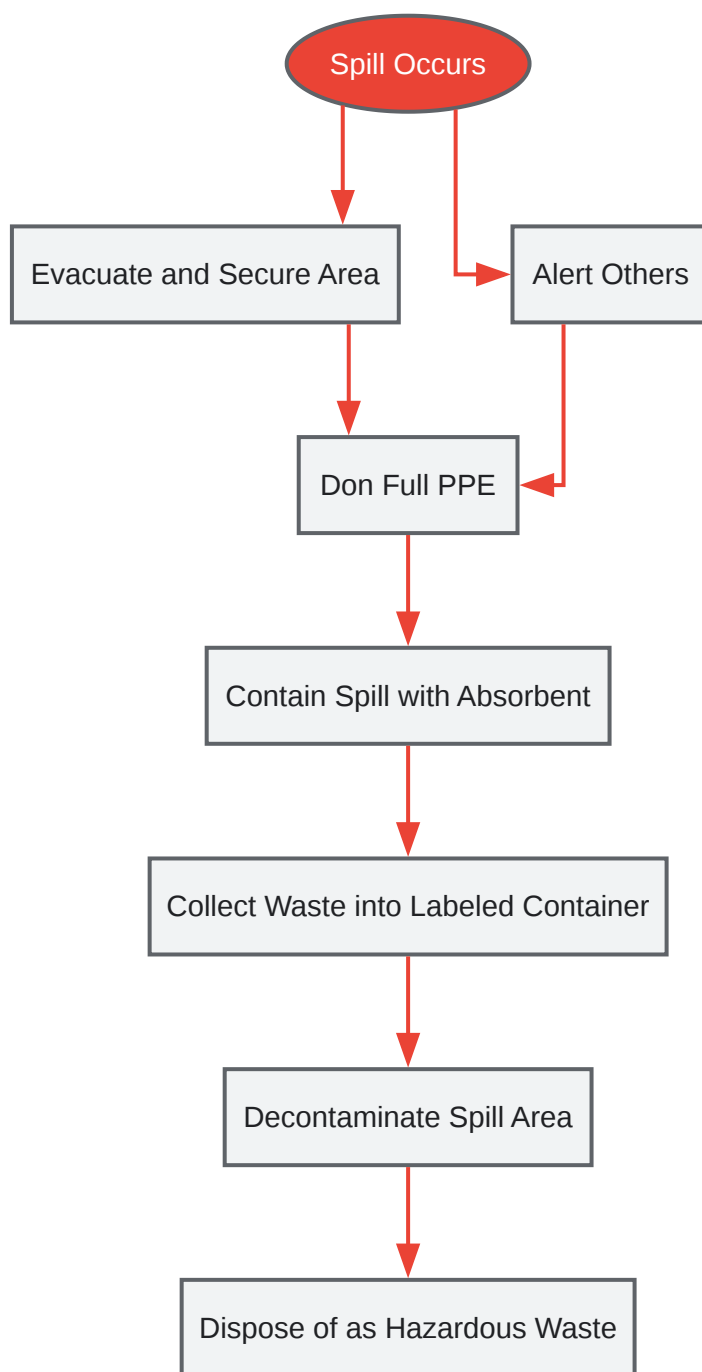 Spill Occurs
Evacuate and Secure Area
Alert Others
Don Full PPE
Contain Spill with Absorbent
Collect Waste into Labeled Container
Decontaminate Spill Area
Dispose of as Hazardous Waste